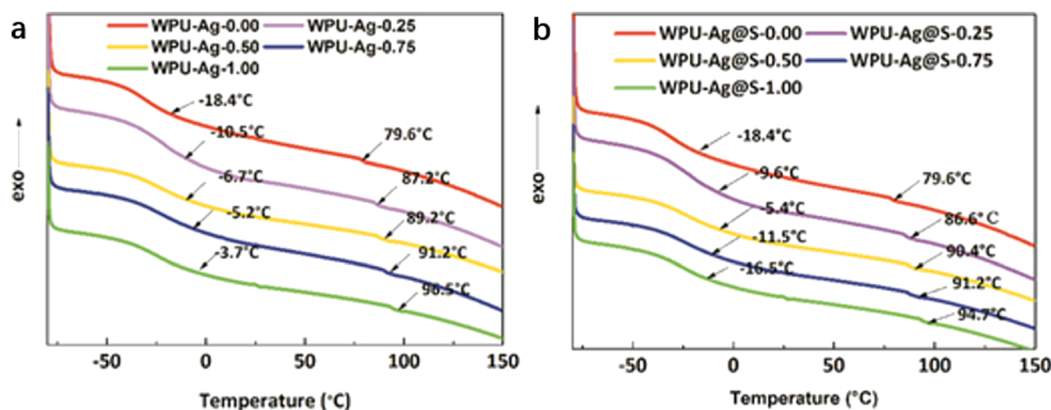 a
WPU-Ag-0.00 WPU-Ag-0.25
WPU-Ag-0.50 WPU-Ag-0.75
WPU-Ag-1.00
exo
-18.4°C
-10.5°C
-6.7°C
-5.2°C
-3.7°C
79.6°C
87.2°C
89.2°C
91.2°C
96.5°C
-50 0 50 100 150
Temperature (°C)
b
WPU-Ag@S-0.00 WPU-Ag@S-0.25
WPU-Ag@S-0.50 WPU-Ag@S-0.75
WPU-Ag@S-1.00
exo
-18.4°C
-9.6°C
-5.4°C
-11.5°C
-16.5°C
79.6°C
86.6°C
90.4°C
91.2°C
94.7°C
-50 0 50 100 150
Temperature (°C)